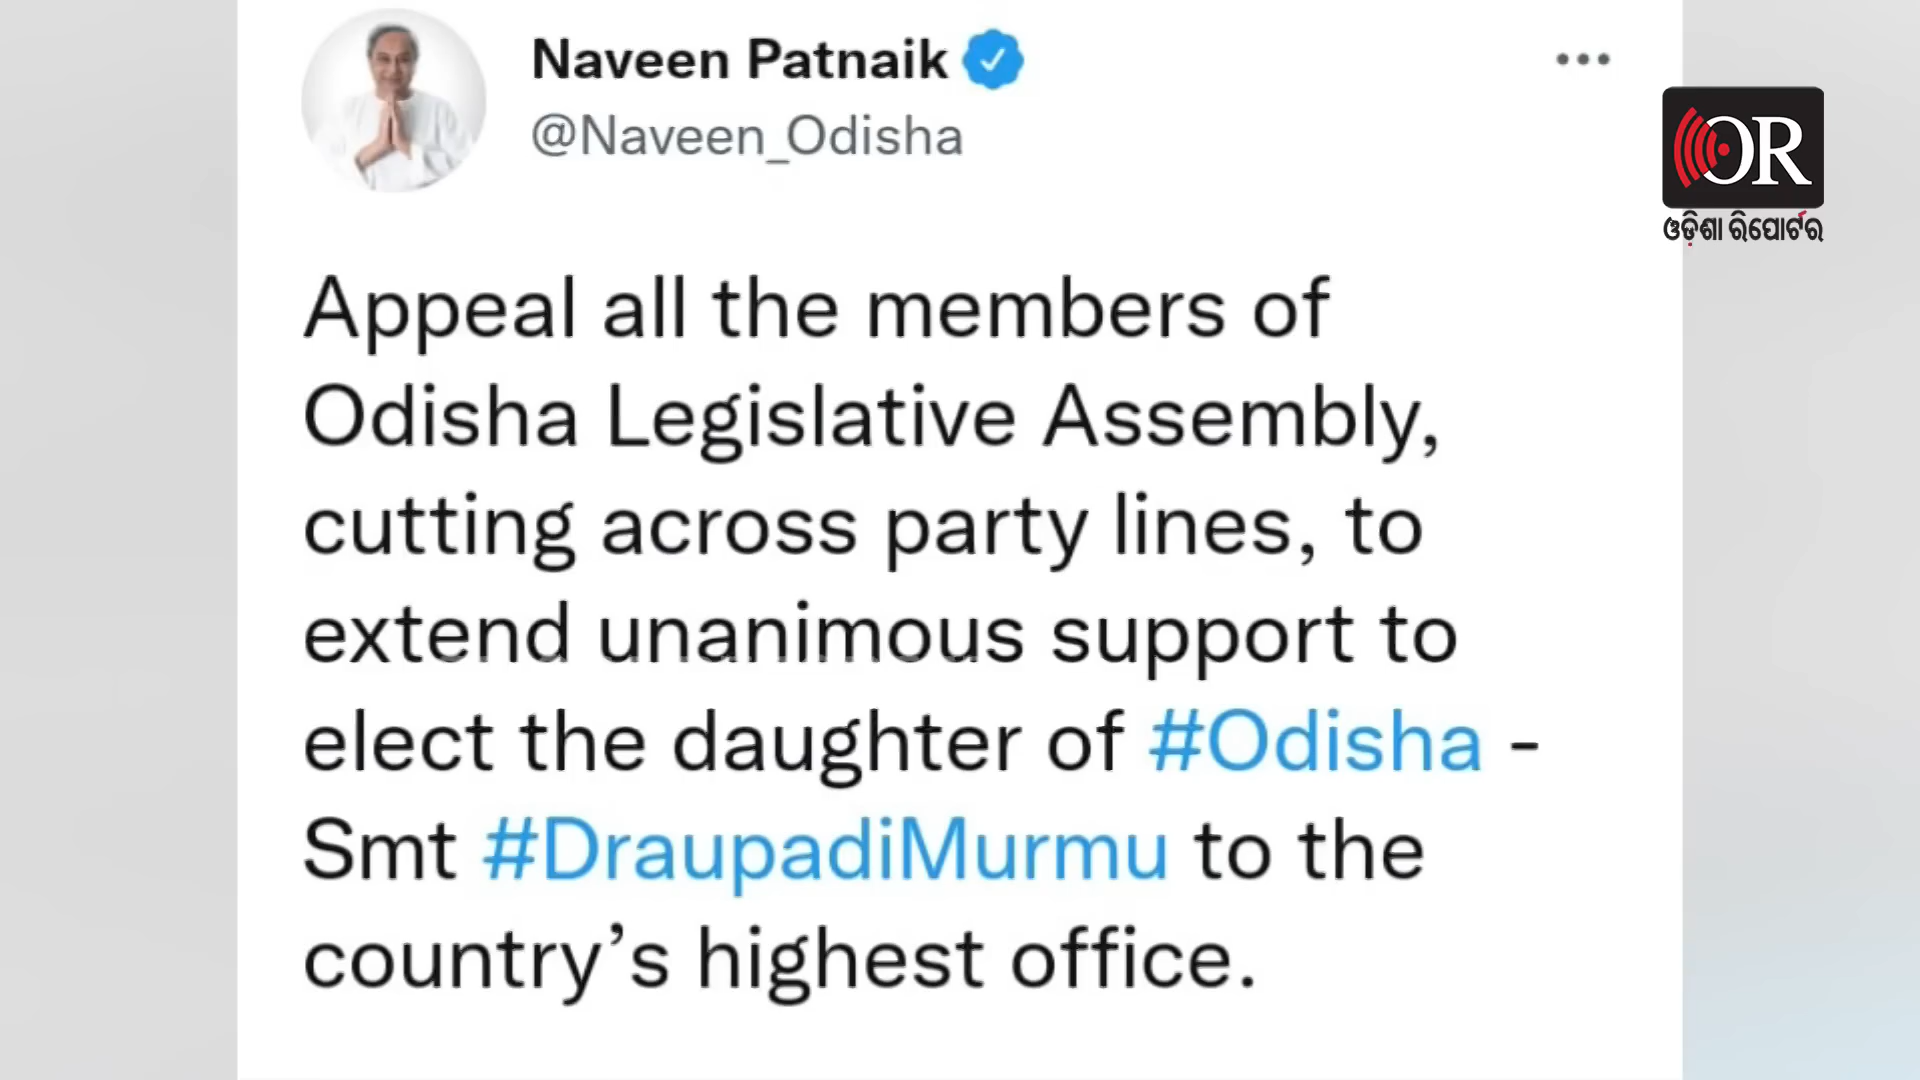 Naveen Patnaik
@Naveen_Odisha
OR
ଓଡ଼ିଶା ରିପୋର୍ଟର
Appeal all the members of
Odisha Legislative Assembly,
cutting across party lines, to
extend unanimous support to
elect the daughter of #Odisha -
Smt #DraupadiMurmu to the
country’s highest office.